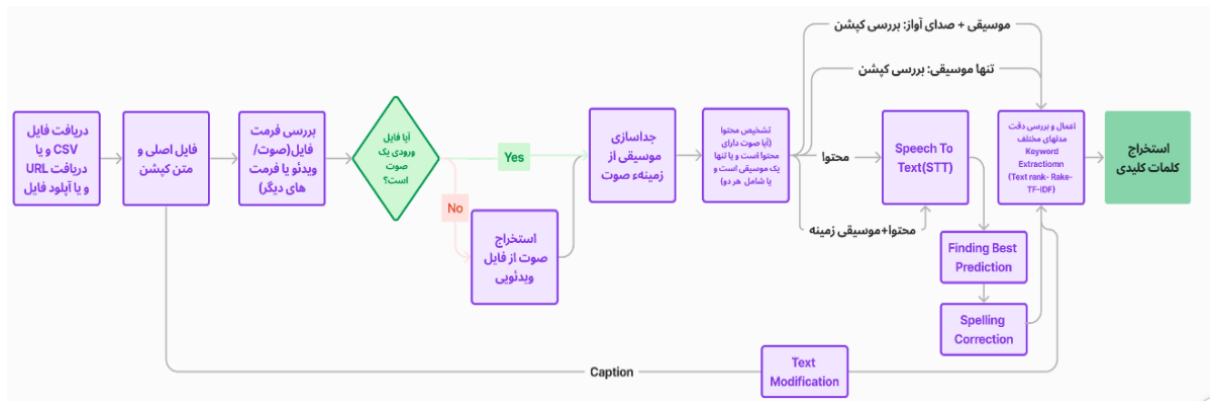 موسیقی + صدای آواز: بررسی کپشن
تنها موسیقی: بررسی کپشن
دریافت فایل
CSV و یا
دریافت URL
و یا آپلود فایل
فایل اصلی و
متن کپشن
بررسی فرمت
فایل(صوت/
ویدئو یا فرمت
های دیگر)
آیا فایل
ورودی یک
صوت
است؟
Yes
No
استخراج
صوت از فایل
ویدئویی
جداسازی
موسیقی از
زمینهء صوت
تشخیص محتوا
(آیا صوت دارای
محتوا است و یا تنها
یک موسیقی است و
یا شامل هر دو)
محتوا
محتوا+موسیقی زمینه
Speech To
Text(STT)
Finding Best
Prediction
Spelling
Correction
اعمال و بررسی دقت
مدلهای مختلف
Keyword
Extractiomn
(Text rank- Rake-
TF-IDF)
استخراج
کلمات کلیدی
Caption
Text
Modification